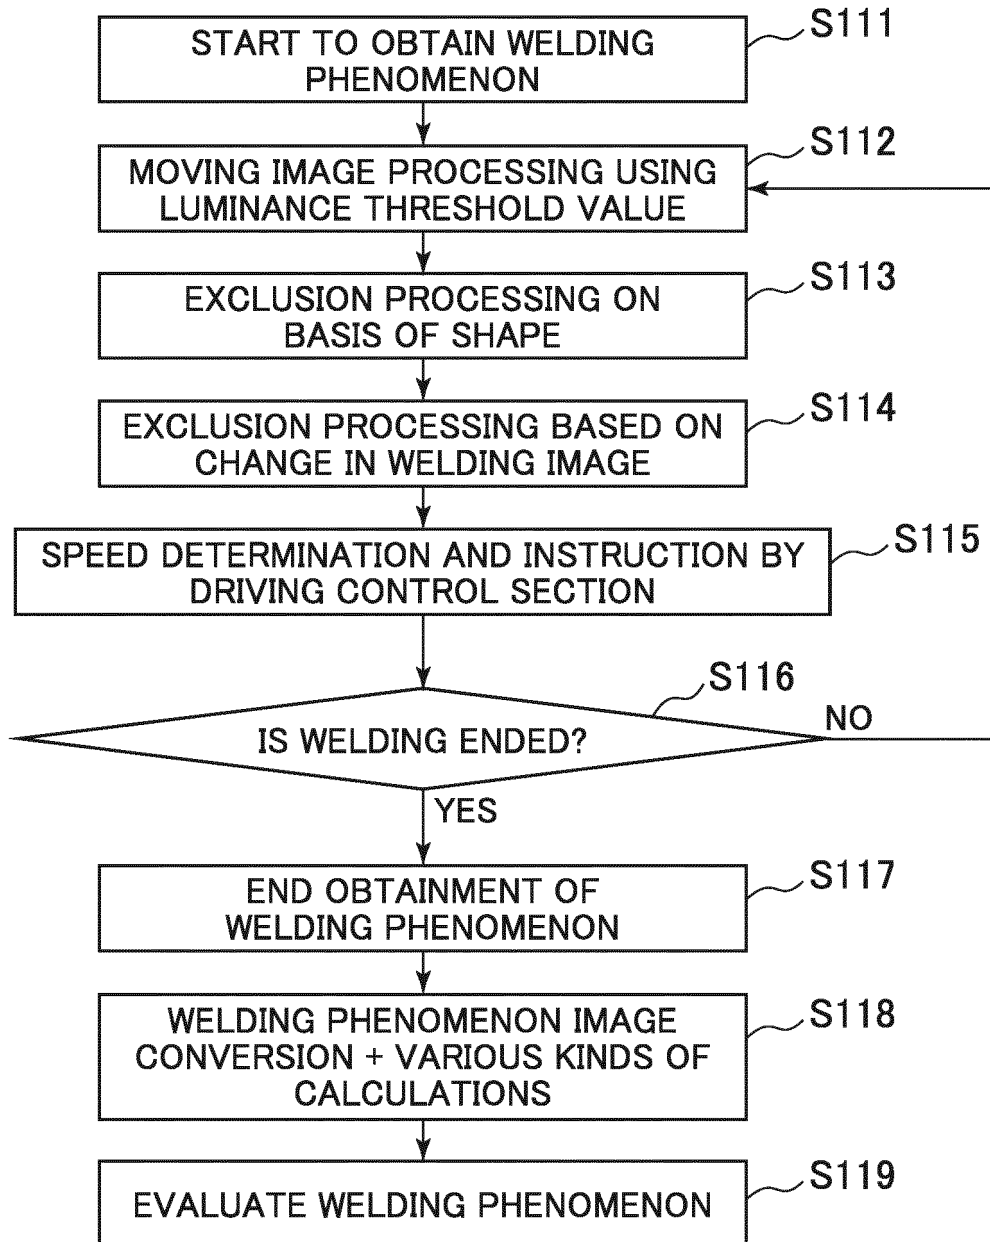 START TO OBTAIN WELDING
PHENOMENON
S111
MOVING IMAGE PROCESSING USING
LUMINANCE THRESHOLD VALUE
S112
EXCLUSION PROCESSING ON
BASIS OF SHAPE
S113
EXCLUSION PROCESSING BASED ON
CHANGE IN WELDING IMAGE
S114
SPEED DETERMINATION AND INSTRUCTION BY
DRIVING CONTROL SECTION
S115
IS WELDING ENDED?
S116
NO
YES
END OBTAINMENT OF
WELDING PHENOMENON
S117
WELDING PHENOMENON IMAGE
CONVERSION + VARIOUS KINDS OF
CALCULATIONS
S118
EVALUATE WELDING PHENOMENON
S119